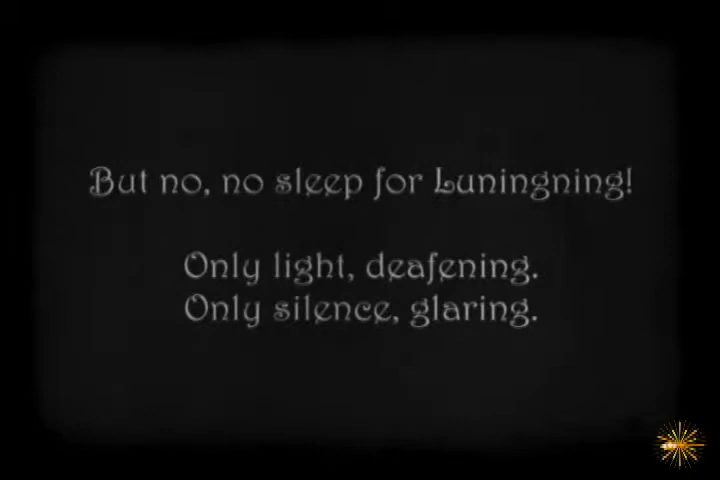 But no, no sleep for Luningning!
Only light, deafening.
Only silence, glaring.